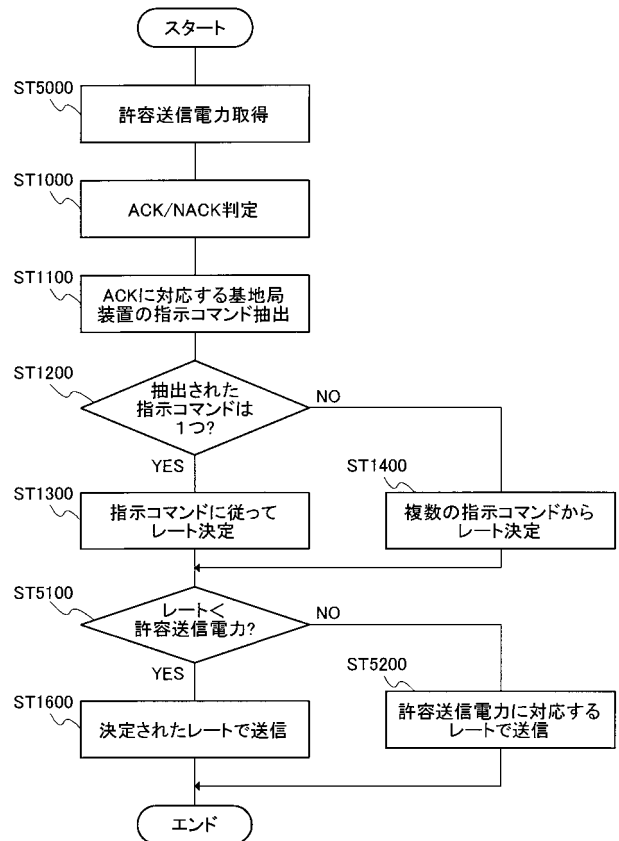 スタート
ST5000
許容送信電力取得
ST1000
ACK/NACK判定
ST1100
ACKに対応する基地局
装置の指示コマンド抽出
ST1200
抽出された
指示コマンドは
1つ?
NO
YES
ST1300
指示コマンドに従って
レート決定
ST1400
複数の指示コマンドから
レート決定
ST5100
レート<
許容送信電力?
NO
YES
ST1600
決定されたレートで送信
ST5200
許容送信電力に対応する
レートで送信
エンド